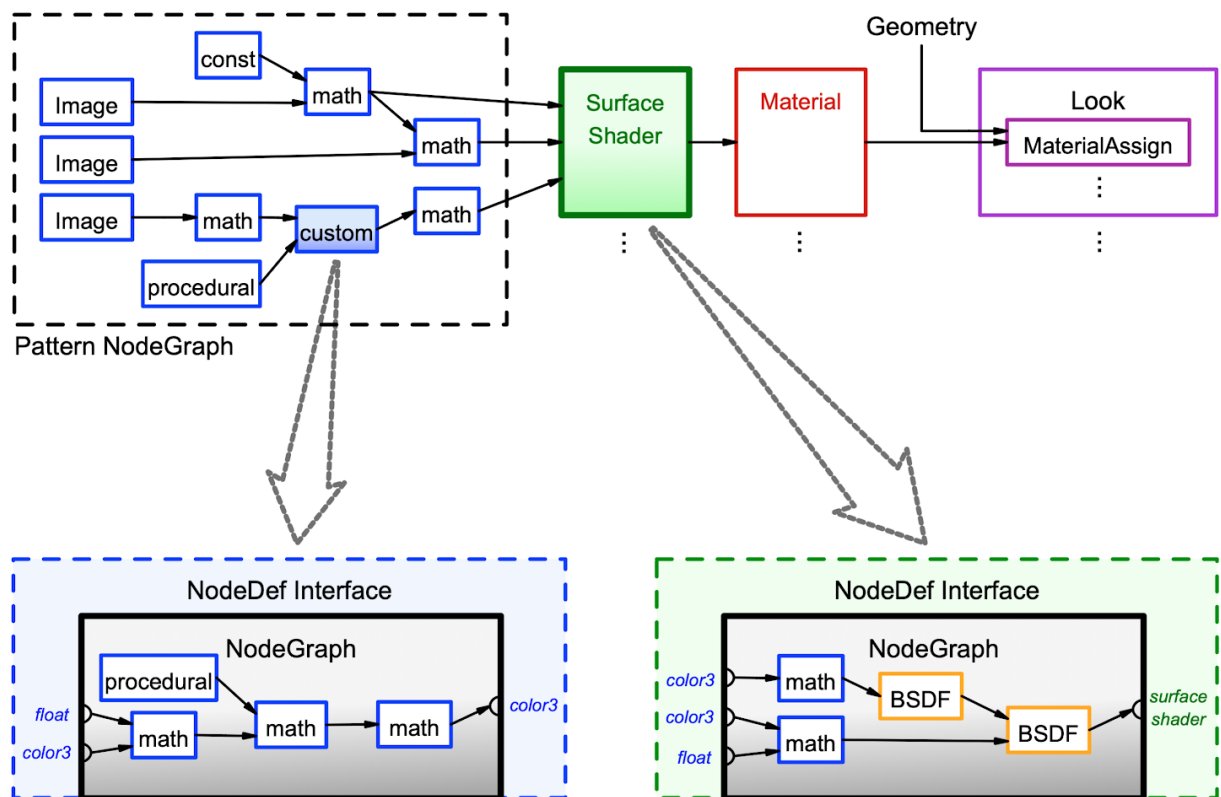 Geometry
const
Image
math
Surface
Shader
Material
Look
MaterialAssign
Image
math
Image
math
math
custom
procedural
Pattern NodeGraph
NodeDef Interface
NodeGraph
procedural
float
color3
math
math
math
color3
NodeDef Interface
NodeGraph
color3
color3
float
math
math
BSDF
BSDF
surface
shader